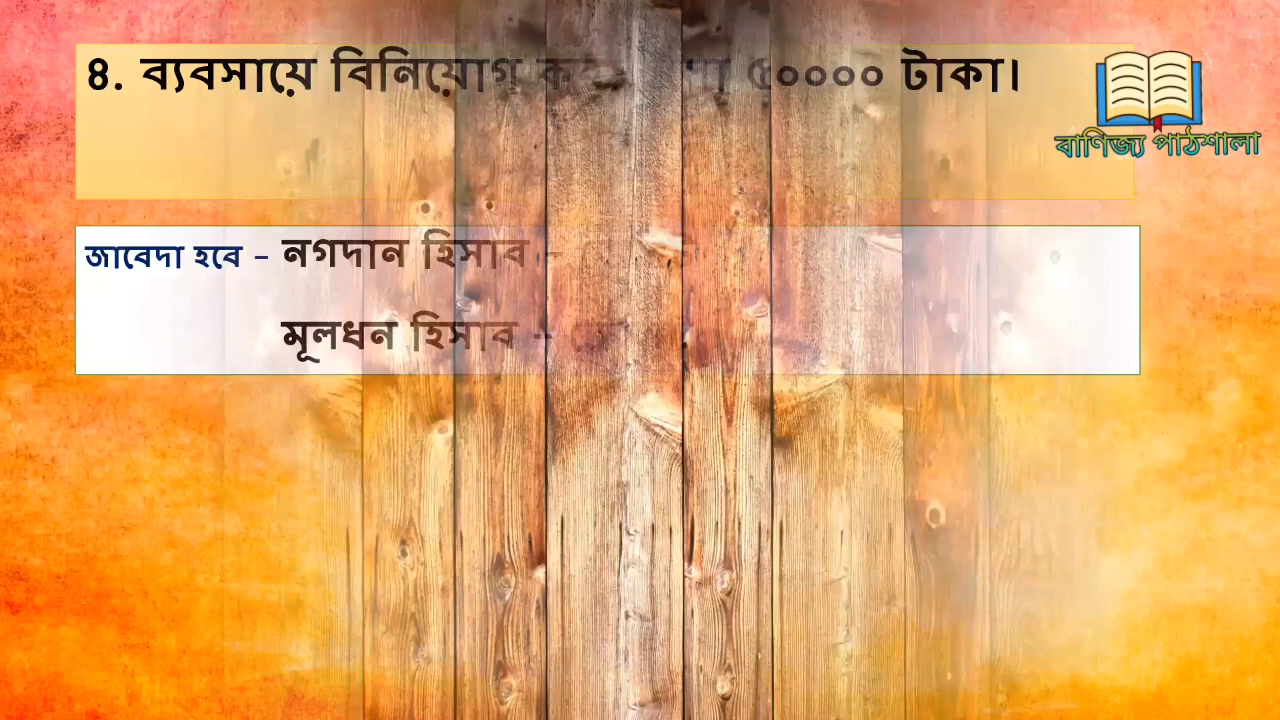 ৪. ব্যবসায়ে বিনিয়োগ ৫০০০০ টাকা।
বাণিজ্য পাঠশালা
জাবেদা হবে – নগদান হিসাব –
মূলধন হিসাব –